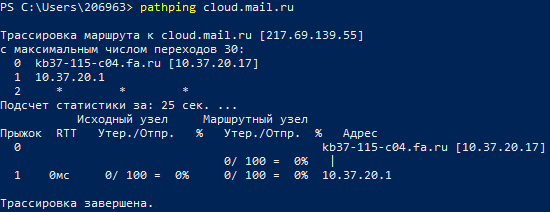 PS C:\Users\206963> pathping cloud.mail.ru
Трассировка маршрута к cloud.mail.ru [217.69.139.55]
с максимальным числом переходов 30:
0 kb37-115-c04.fa.ru [10.37.20.17]
1 10.37.20.1
2 * * *
Подсчет статистики за: 25 сек. ...
Исходный узел Маршрутный узел
Прыжок RTT Утер./Отпр. % Утер./Отпр. % Адрес
0 kb37-115-c04.fa.ru [10.37.20.17]
0/ 100 = 0% |
1 0мс 0/ 100 = 0% 0/ 100 = 0% 10.37.20.1
Трассировка завершена.